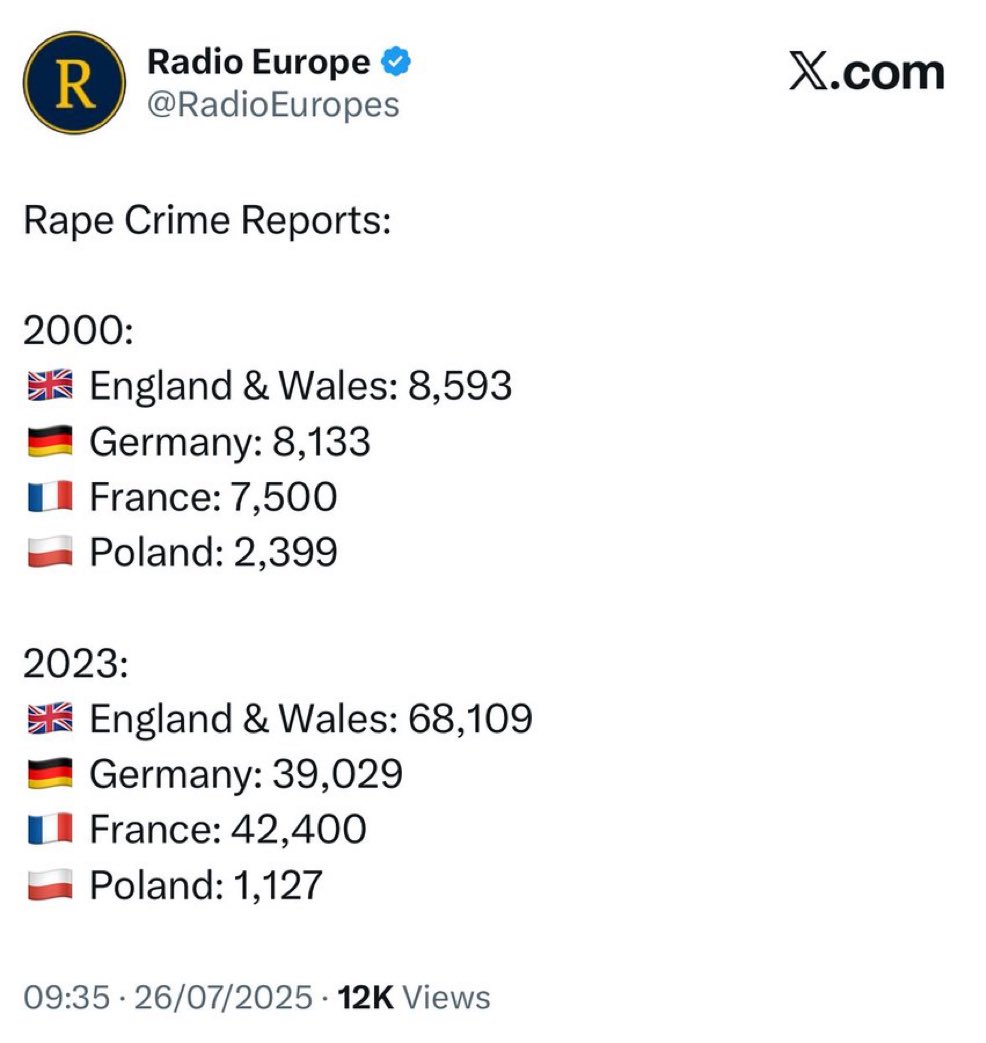 R
Radio Europe
X.com
@RadioEuropes
Rape Crime Reports:
2000:
🇬🇧 England & Wales: 8,593
🇩🇪 Germany: 8,133
🇫🇷 France: 7,500
🇵🇱 Poland: 2,399
2023:
🇬🇧 England & Wales: 68,109
🇩🇪 Germany: 39,029
🇫🇷 France: 42,400
🇵🇱 Poland: 1,127
09:35 · 26/07/2025 · 12K Views